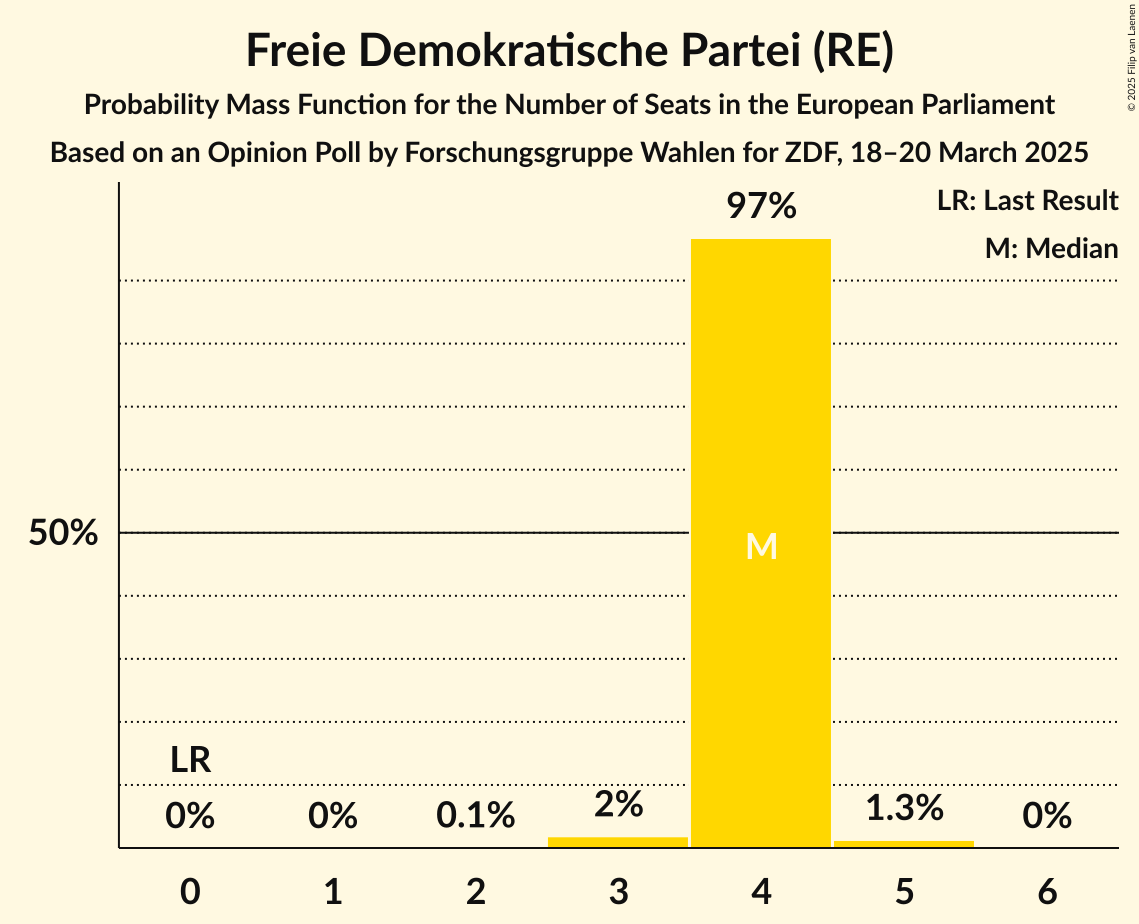 Freie Demokratische Partei (RE)
Probability Mass Function for the Number of Seats in the European Parliament
Based on an Opinion Poll by Forschungsgruppe Wahlen for ZDF, 18–20 March 2025
© 2025 Filip van Laenen
LR: Last Result
M: Median
97%
50%
M
LR
0%
0%
0.1%
2%
1.3%
0%
0 1 2 3 4 5 6